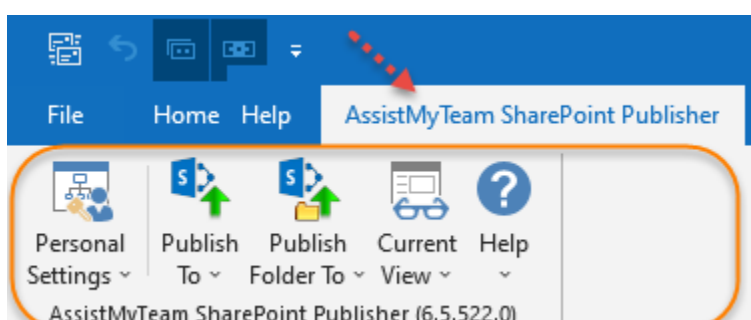 File Home Help AssistMyTeam SharePoint Publisher
Personal Settings Publish To Publish Folder To Current View Help
AssistMyTeam SharePoint Publisher (6.5.522.0)